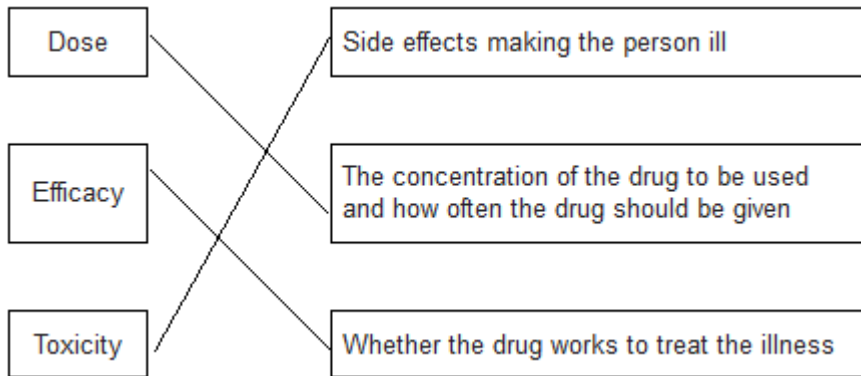 Dose
Side effects making the person ill
Efficacy
The concentration of the drug to be used
and how often the drug should be given
Toxicity
Whether the drug works to treat the illness